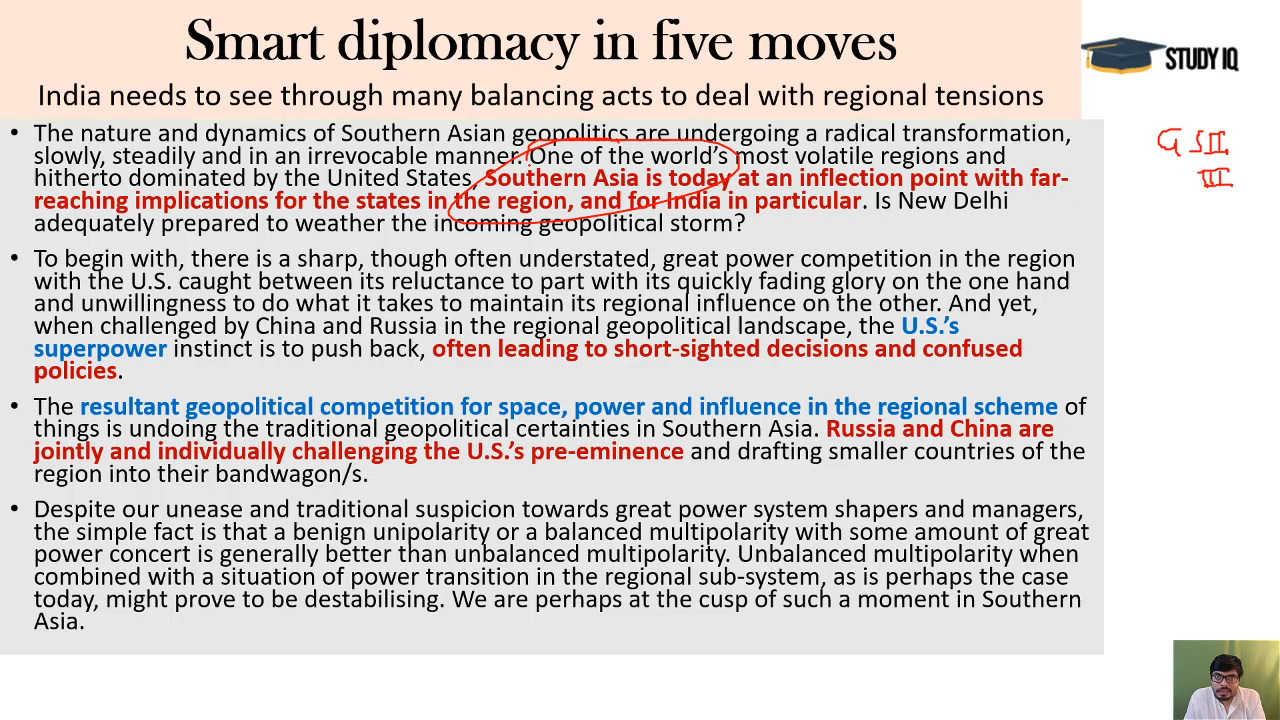 Smart diplomacy in five moves
STUDY IQ
India needs to see through many balancing acts to deal with regional tensions
• The nature and dynamics of Southern Asian geopolitics are undergoing a radical transformation,
slowly, steadily and in an irrevocable manner. One of the world's most volatile regions and
hitherto dominated by the United States, Southern Asia is today at an inflection point with far-
reaching implications for the states in the region, and for India in particular. Is New Delhi
adequately prepared to weather the incoming geopolitical storm?
GSII
III
• To begin with, there is a sharp, though often understated, great power competition in the region
with the U.S. caught between its reluctance to part with its quickly fading glory on the one hand
and unwillingness to do what it takes to maintain its regional influence on the other. And yet,
when challenged by China and Russia in the regional geopolitical landscape, the U.S.'s
superpower instinct is to push back, often leading to short-sighted decisions and confused
policies.
• The resultant geopolitical competition for space, power and influence in the regional scheme of
things is undoing the traditional geopolitical certainties in Southern Asia. Russia and China are
jointly and individually challenging the U.S.'s pre-eminence and drafting smaller countries of the
region into their bandwagon/s.
• Despite our unease and traditional suspicion towards great power system shapers and managers,
the simple fact is that a benign unipolarity or a balanced multipolarity with some amount of great
power concert is generally better than unbalanced multipolarity. Unbalanced multipolarity when
combined with a situation of power transition in the regional sub-system, as is perhaps the case
today, might prove to be destabilising. We are perhaps at the cusp of such a moment in Southern
Asia.